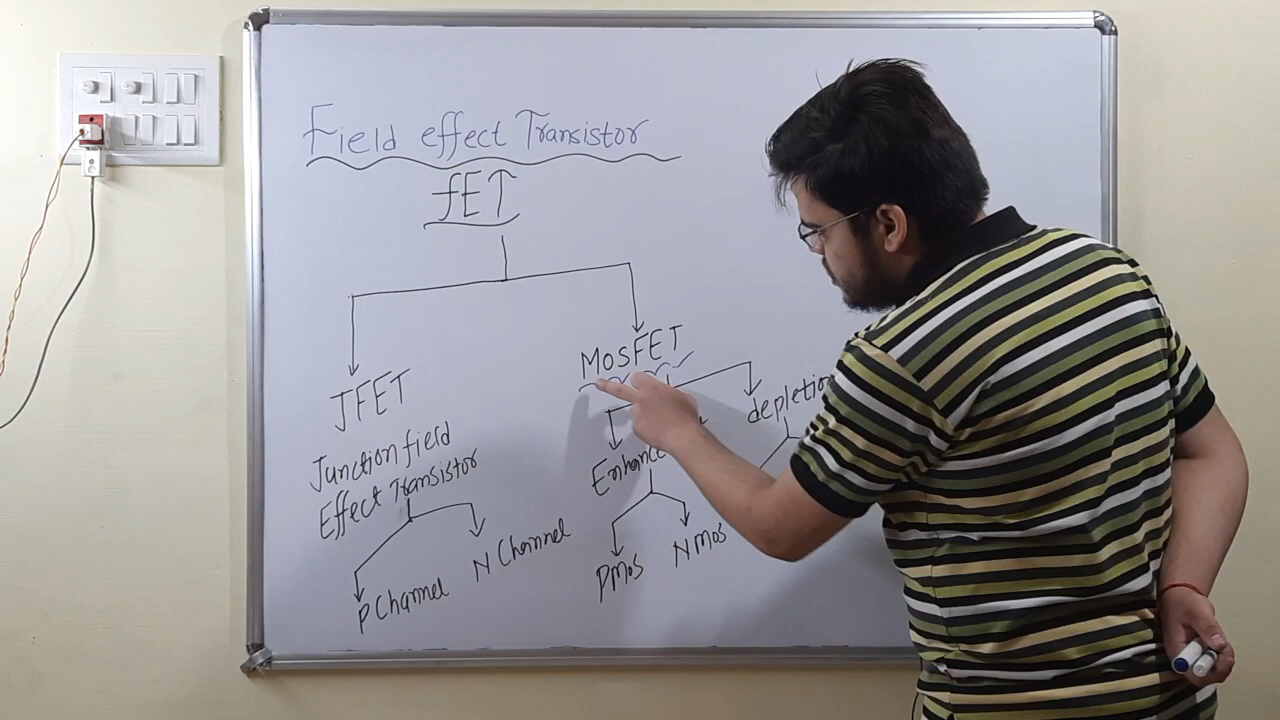 Field effect Transistor
fET
JFET
Junction field
Effect Transistor
P Channel
N Channel
MosFET
PMos
NMos